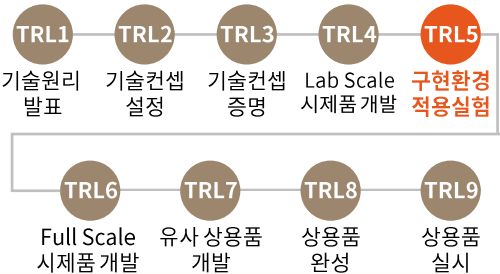 TRL1 TRL2 TRL3 TRL4 TRL5
기술원리 기술컨셉 기술컨셉 Lab Scale 구현환경
발표 설정 증명 시제품 개발 적용실험
TRL6 TRL7 TRL8 TRL9
Full Scale 유사 상용품 상용품 상용품
시제품 개발 개발 완성 실시